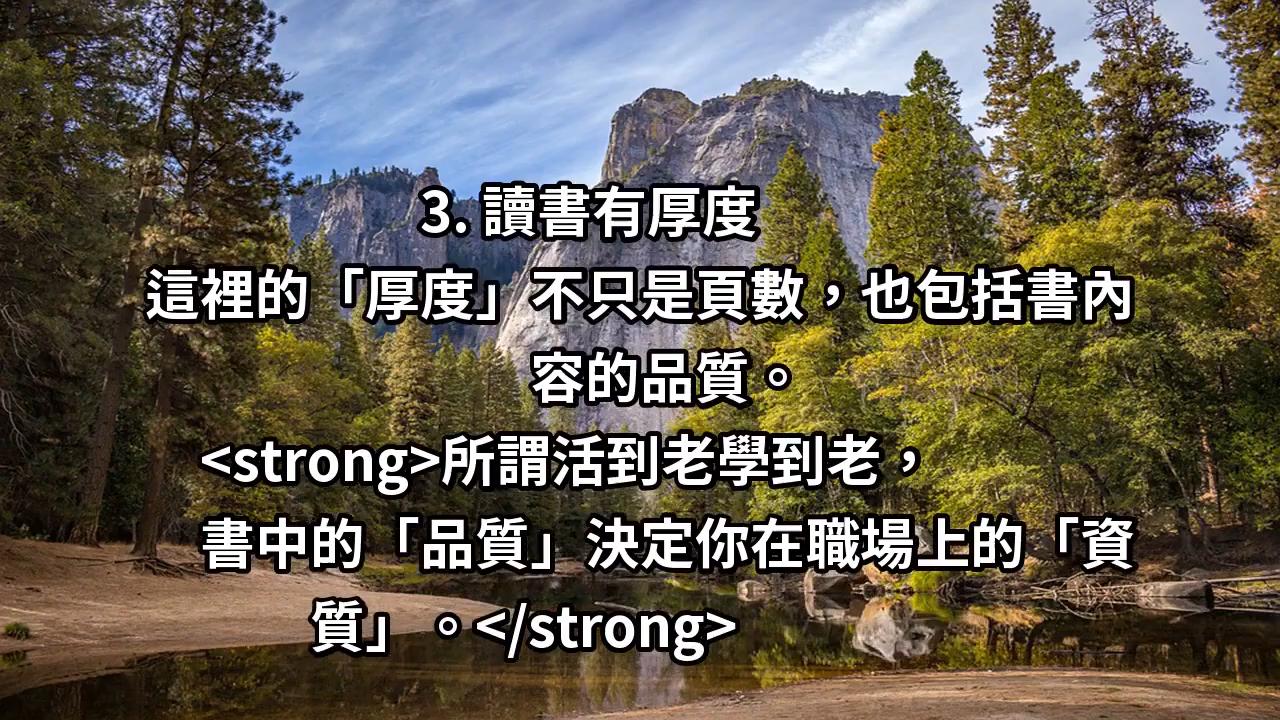 3. 讀書有厚度
這裡的「厚度」不只是頁數，也包括書內
容的品質。
<strong>所謂活到老學到老，
書中的「品質」決定你在職場上的「資
質」。</strong>